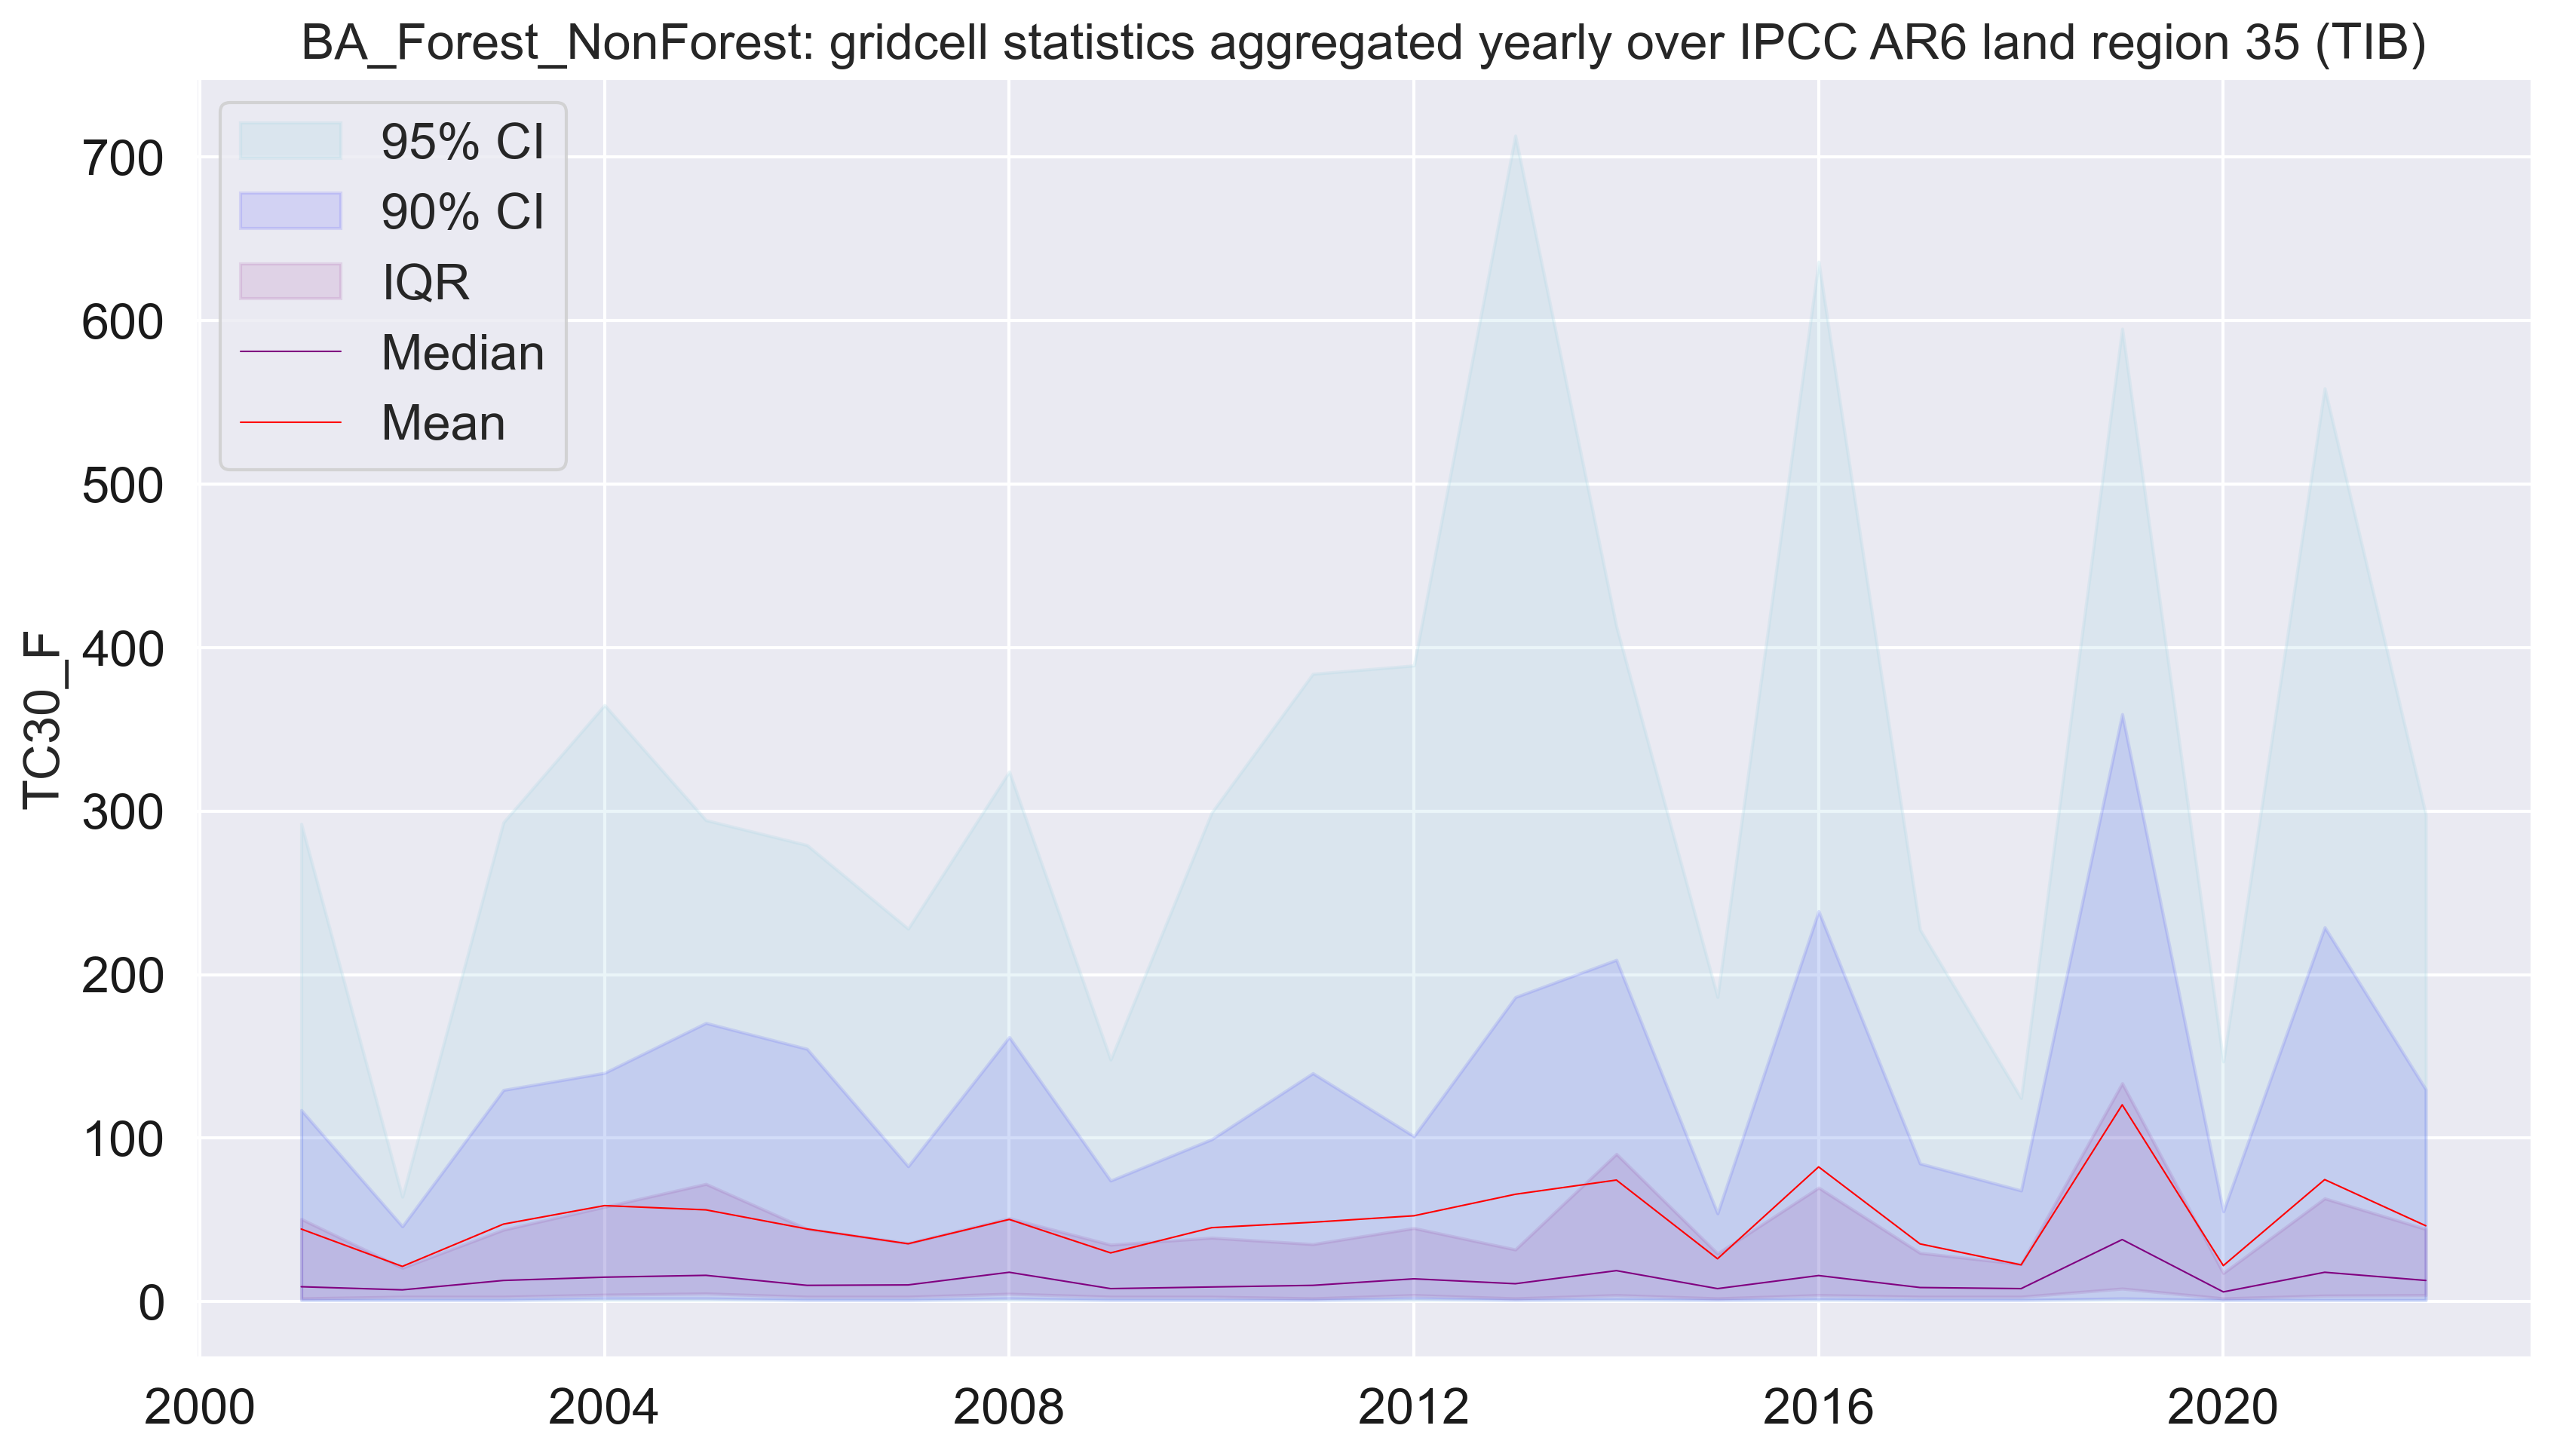 BA_Forest_NonForest: gridcell statistics aggregated yearly over IPCC AR6 land region 35 (TIB)
95% CI
90% CI
IQR
Median
Mean
TC30_F
700
600
500
400
300
200
100
0
2000 2004 2008 2012 2016 2020